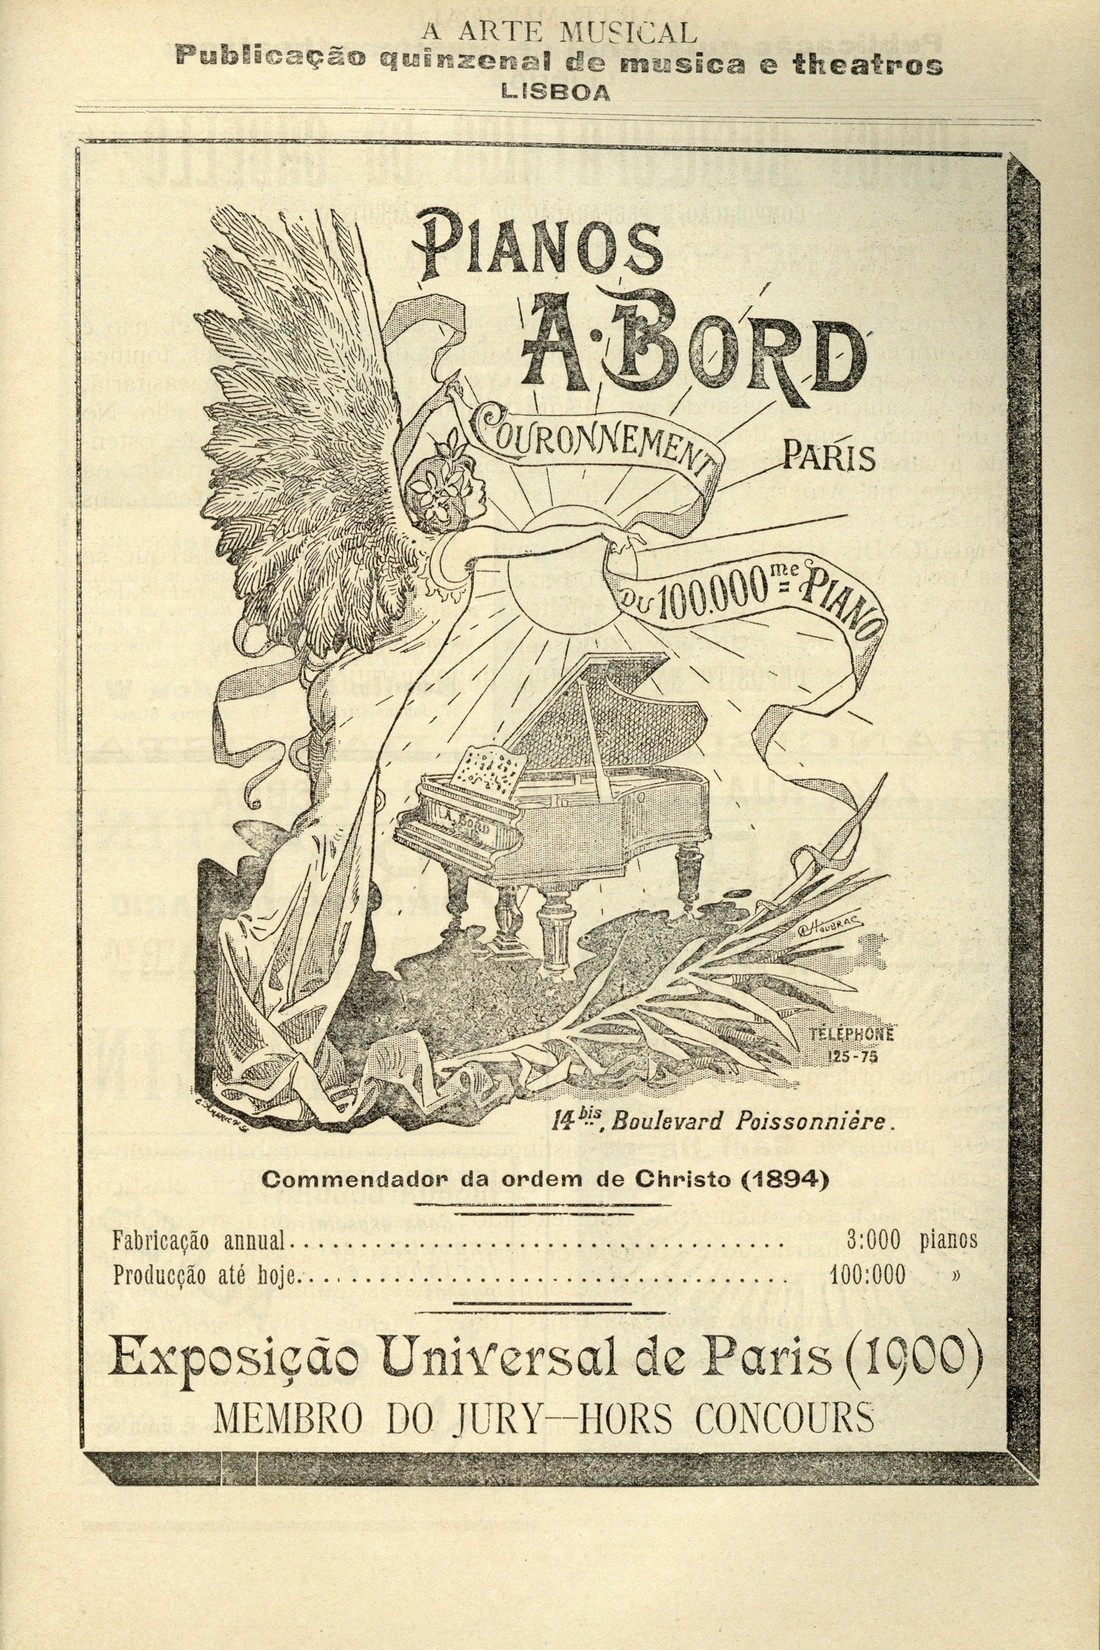 A ARTE MUSICAL
Publicação quinzenal de musica e theatros
LISBOA
PIANOS
A. BORD
COURONNEMENT
PARIS
DU 100.000me PIANO
A. BORD
TÉLÉPHONE
125-75
14bis, Boulevard Poissonnière.
Commendador da ordem de Christo (1894)
Fabricação annual.................................. 3:000 pianos
Producção até hoje.................................. 100:000 »
Exposição Universal de Paris (1900)
MEMBRO DO JURY—HORS CONCOURS